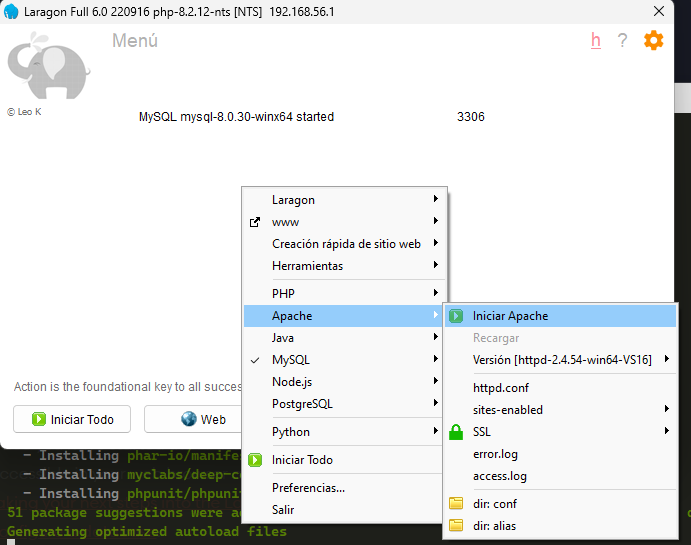 Laragon Full 6.0 220916 php-8.2.12-nts [NTS] 192.168.56.1
Menú
h ?
© Leo K
MySQL mysql-8.0.30-winx64 started 3306
Laragon
www
Creación rápida de sitio web
Herramientas
PHP
Apache
Java
MySQL
Node.js
PostgreSQL
Python
Iniciar Todo
Preferencias...
Salir
Iniciar Apache
Recargar
Versión [httpd-2.4.54-win64-VS16]
httpd.conf
sites-enabled
SSL
error.log
access.log
dir: conf
dir: alias
Action is the foundational key to all succes
Iniciar Todo
Web
- Installing phar-io/manife
- Installing myclabs/deep-c
- Installing phpunit/phpunit
51 package suggestions were a
Generating optimized autoload files